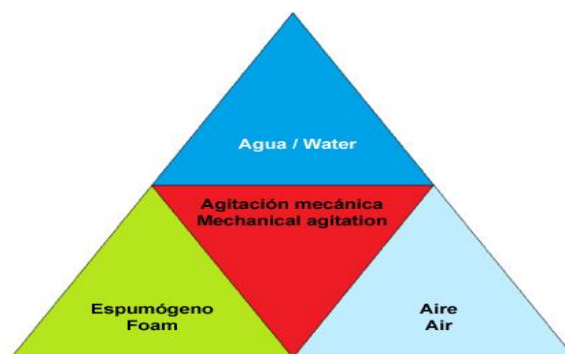 Agua / Water
Agitación mecánica
Mechanical agitation
Espumógeno
Foam
Aire
Air